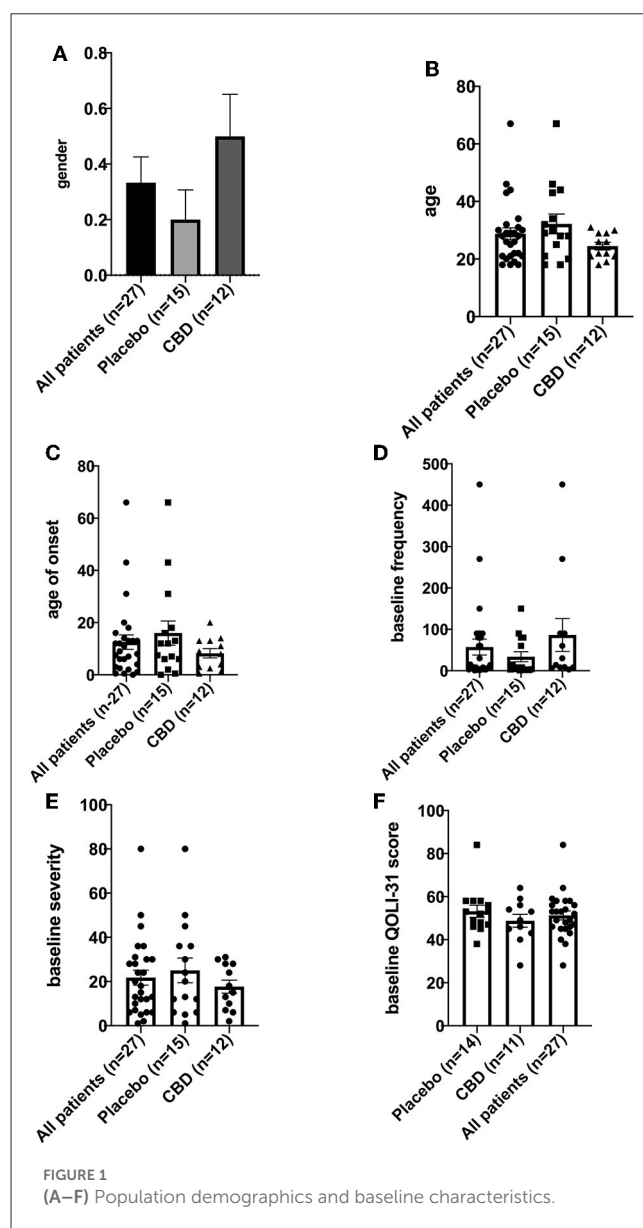 A
gender
0.8
0.6
0.4
0.2
0.0
All patients (n=27)
Placebo (n=15)
CBD (n=12)
B
age
80
60
40
20
0
All patients (n=27)
Placebo (n=15)
CBD (n=12)
C
age of onset
80
60
40
20
0
All patients (n-27)
Placebo (n=15)
CBD (n=12)
D
baseline frequency
500
400
300
200
100
0
All patients (n=27)
Placebo (n=15)
CBD (n=12)
E
baseline severity
100
80
60
40
20
0
All patients (n=27)
Placebo (n=15)
CBD (n=12)
F
baseline QOLI-31 score
100
80
60
40
20
0
Placebo (n=14)
CBD (n=11)
All patients (n=27)
FIGURE 1
(A–F) Population demographics and baseline characteristics.